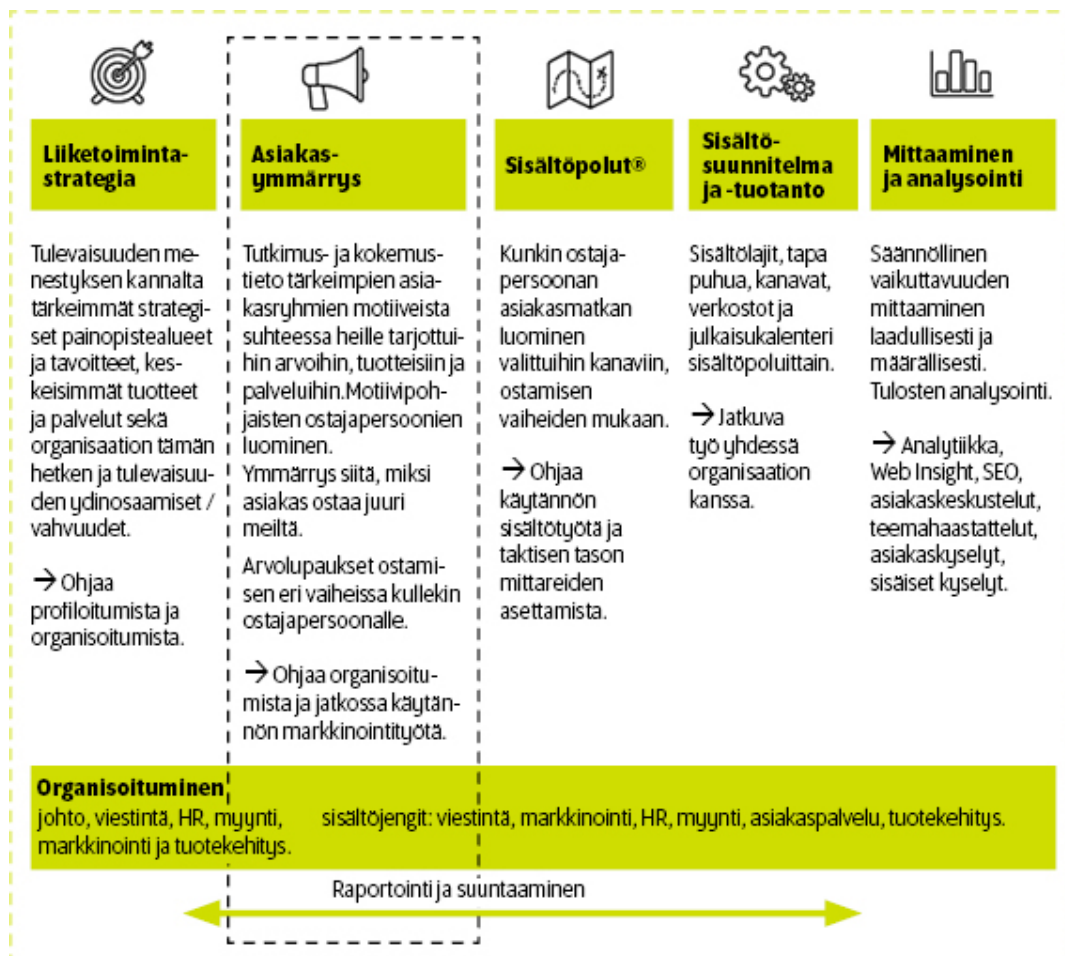 Liiketoiminta-
strategia
Tulevaisuuden me-
nestyksen kannalta
tärkeimmät strategi-
set painopistealueet
ja tavoitteet, kes-
keisimmät tuotteet
ja palvelut sekä
organisaation tämän
hetken ja tulevaisuu-
den ydinosaamiset /
vahvuudet.
→ Ohjaa
profiloitumista ja
organisoitumista.
Asiakas-
ymmärrys
Tutkimus- ja kokemus-
tieto tärkeimpien asia-
kasryhmien motiiveista
suhteessa heille tarjottui-
hin arvoihin, tuotteisiin ja
palveluihin.Motiivipoh-
jaisten ostajapersoonien
luominen.
Ymmärrys siitä, miksi
asiakas ostaa juuri
meiltä.
Arvolupaukset ostami-
sen eri vaiheissa kullekin
ostajapersoonalle.
→ Ohjaa organisoitu-
mista ja jatkossa käytän-
nön markkinointityötä.
Sisältöpolut®
Kunkin ostaja-
persoonan
asiakasmatkan
luominen
valittuihin kanaviin,
ostamisen
vaiheiden mukaan.
→ Ohjaa
käytännön
sisältötyötä ja
taktisen tason
mittareiden
asettamista.
Sisältö-
suunnitelma
ja -tuotanto
Sisältölajit, tapa
puhua, kanavat,
verkostot ja
julkaisukalenteri
sisältöpoluittain.
→ Jatkuva
työ yhdessä
organisaation
kanssa.
Mittaaminen
ja analysointi
Säännöllinen
vaikuttavuuden
mittaaminen
laadullisesti ja
määrällisesti.
Tulosten analysointi.
→ Analytiikka,
Web Insight, SEO,
asiakaskeskustelut,
teemahaastattelut,
asiakaskyselyt,
sisäiset kyselyt.
Organisoituminen
johto, viestintä, HR, myynti,
markkinointi ja tuotekehitys.
sisältöjengit: viestintä, markkinointi, HR, myynti, asiakaspalvelu, tuotekehitys.
Raportointi ja suuntaaminen